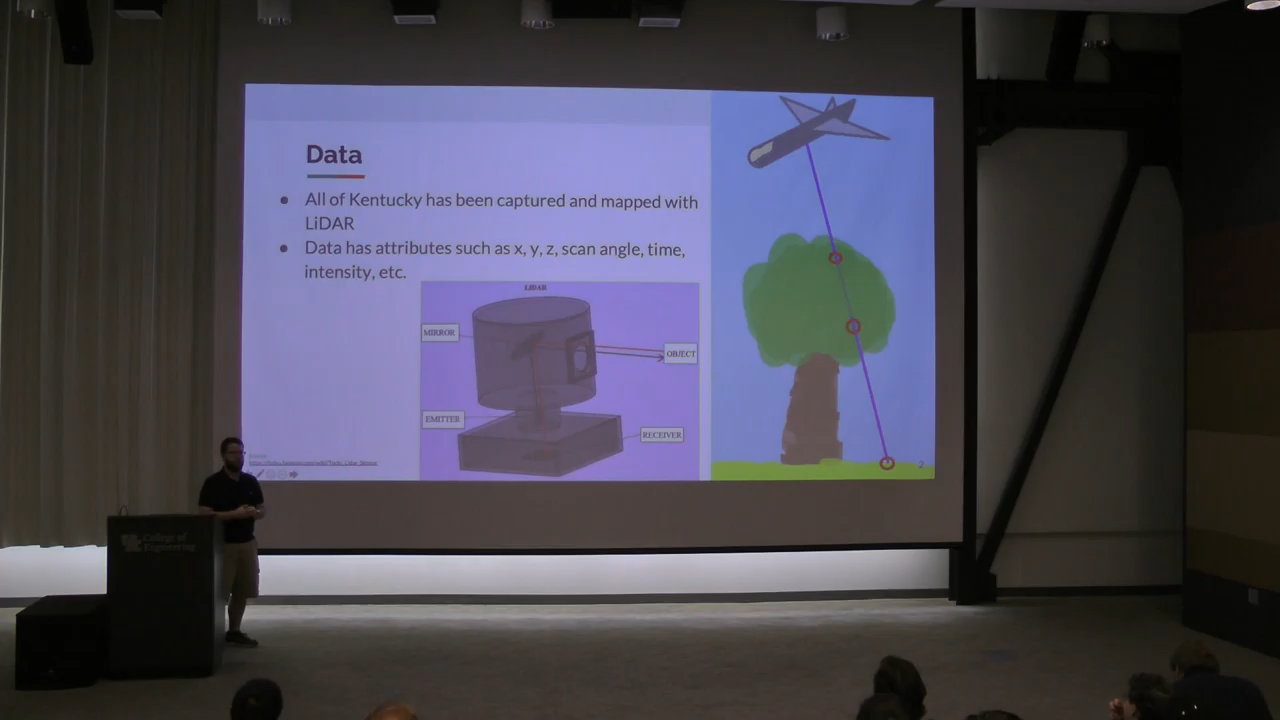 Data
● All of Kentucky has been captured and mapped with
LiDAR
● Data has attributes such as x, y, z, scan angle, time,
intensity, etc.
LIDAR
MIRROR
OBJECT
EMITTER
RECEIVER
2
College of
Engineering